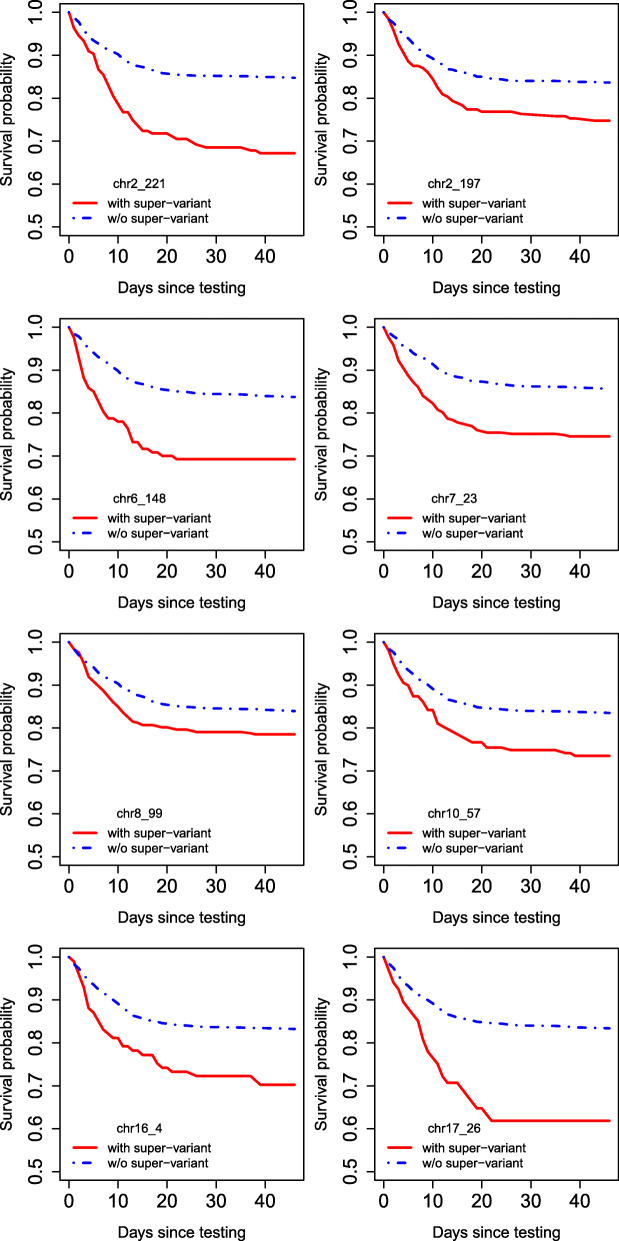 Survival probability
1.0
0.9
0.8
0.7
0.6
0.5
chr2_221
with super−variant
w/o super−variant
0 10 20 30 40
Days since testing
Survival probability
1.0
0.9
0.8
0.7
0.6
0.5
chr2_197
with super−variant
w/o super−variant
0 10 20 30 40
Days since testing
Survival probability
1.0
0.9
0.8
0.7
0.6
0.5
chr6_148
with super−variant
w/o super−variant
0 10 20 30 40
Days since testing
Survival probability
1.0
0.9
0.8
0.7
0.6
0.5
chr7_23
with super−variant
w/o super−variant
0 10 20 30 40
Days since testing
Survival probability
1.0
0.9
0.8
0.7
0.6
0.5
chr8_99
with super−variant
w/o super−variant
0 10 20 30 40
Days since testing
Survival probability
1.0
0.9
0.8
0.7
0.6
0.5
chr10_57
with super−variant
w/o super−variant
0 10 20 30 40
Days since testing
Survival probability
1.0
0.9
0.8
0.7
0.6
0.5
chr16_4
with super−variant
w/o super−variant
0 10 20 30 40
Days since testing
Survival probability
1.0
0.9
0.8
0.7
0.6
0.5
chr17_26
with super−variant
w/o super−variant
0 10 20 30 40
Days since testing